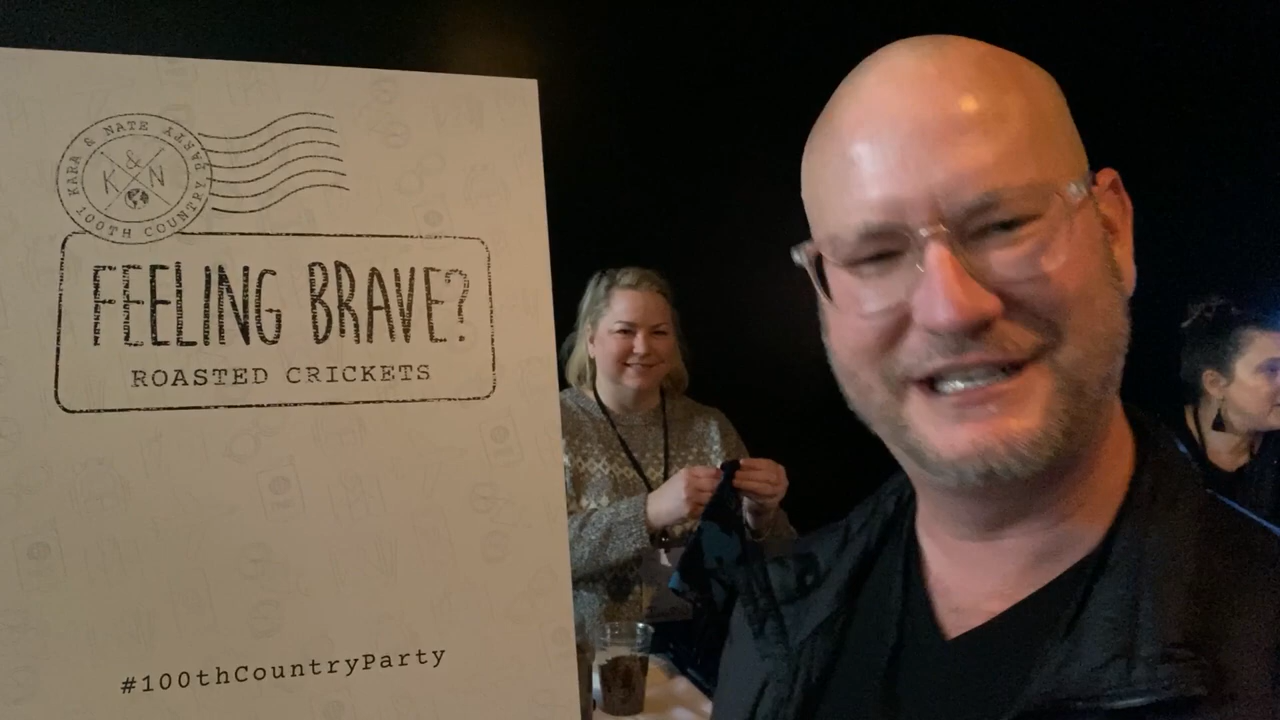 KARA & NATE PARTY
100TH COUNTRY
K & N
FEELING BRAVE?
ROASTED CRICKETS
#100thCountryParty